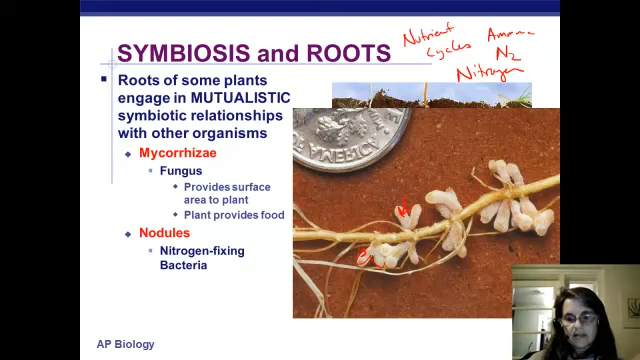 SYMBIOSIS and ROOTS
Nutrient
Cycles
N2
Nitrogen
Roots of some plants
engage in MUTUALISTIC
symbiotic relationships
with other organisms
Mycorrhizae
Fungus
Provides surface
area to plant
Plant provides food
Nodules
Nitrogen-fixing
Bacteria
OF AMERICA
AP Biology